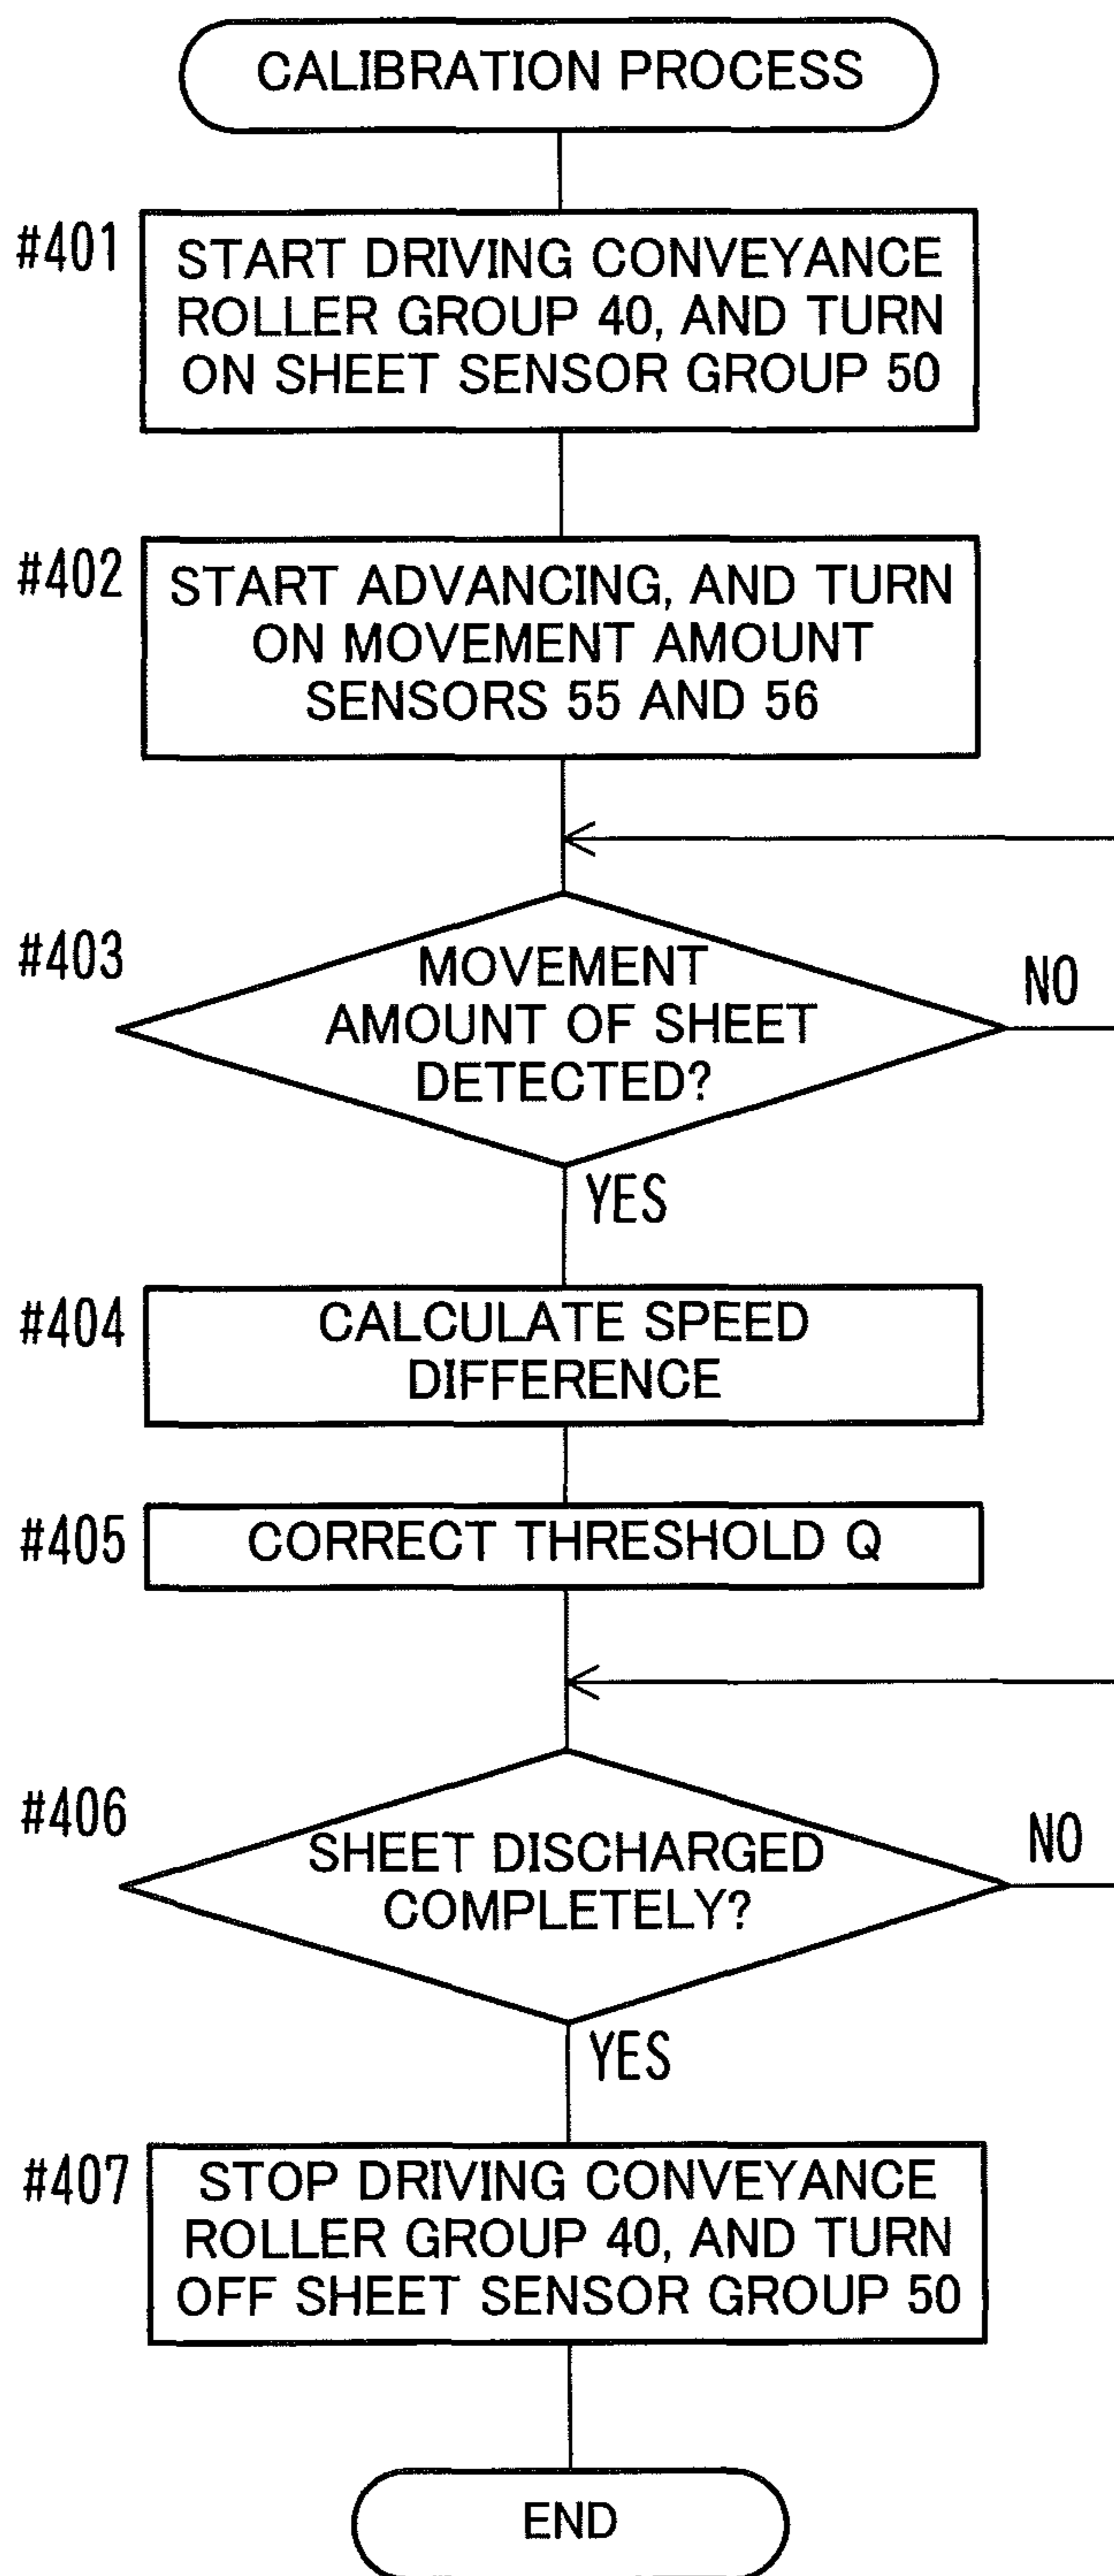 CALIBRATION PROCESS
#401
START DRIVING CONVEYANCE
ROLLER GROUP 40, AND TURN
ON SHEET SENSOR GROUP 50
#402
START ADVANCING, AND TURN
ON MOVEMENT AMOUNT
SENSORS 55 AND 56
#403
MOVEMENT
AMOUNT OF SHEET
DETECTED?
NO
YES
#404
CALCULATE SPEED
DIFFERENCE
#405
CORRECT THRESHOLD Q
#406
SHEET DISCHARGED
COMPLETELY?
NO
YES
#407
STOP DRIVING CONVEYANCE
ROLLER GROUP 40, AND TURN
OFF SHEET SENSOR GROUP 50
END